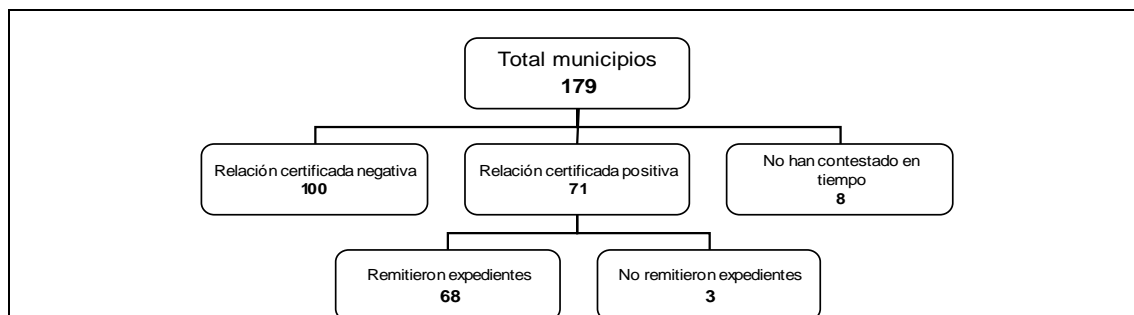 Total municipios
179
Relación certificada negativa
100
Relación certificada positiva
71
No han contestado en
tiempo
8
Remitieron expedientes
68
No remitieron expedientes
3